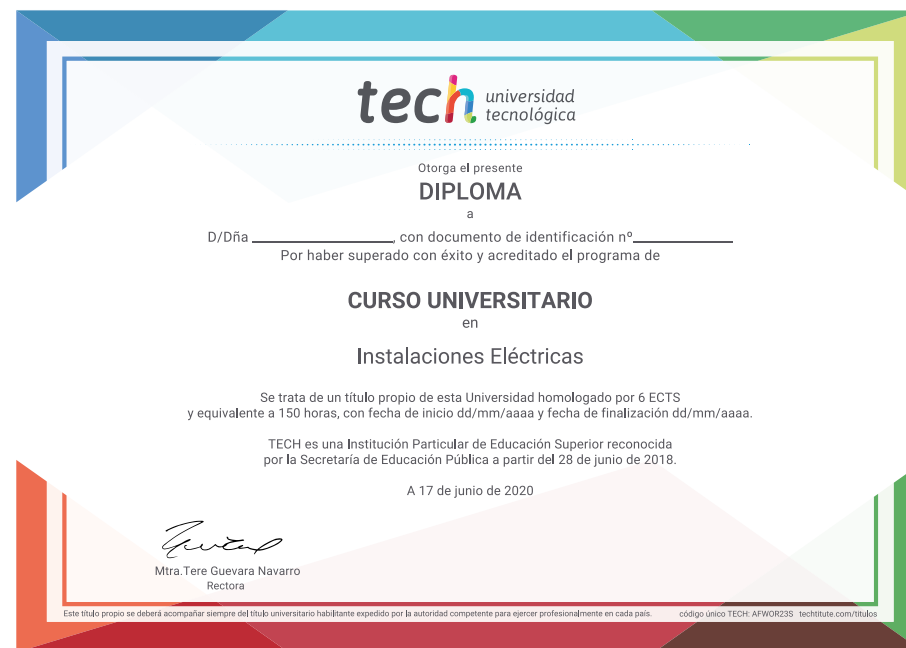 tech universidad
tecnológica
Otorga el presente
DIPLOMA
a
D/Dña ____________________, con documento de identificación nº______________
Por haber superado con éxito y acreditado el programa de
CURSO UNIVERSITARIO
en
Instalaciones Eléctricas
Se trata de un título propio de esta Universidad homologado por 6 ECTS
y equivalente a 150 horas, con fecha de inicio dd/mm/aaaa y fecha de finalización dd/mm/aaaa.
TECH es una Institución Particular de Educación Superior reconocida
por la Secretaría de Educación Pública a partir del 28 de junio de 2018.
A 17 de junio de 2020
Mtra.Tere Guevara Navarro
Rectora
Este título propio se deberá acompañar siempre del título universitario habilitante expedido por la autoridad competente para ejercer profesionalmente en cada país. código único TECH: AFWOR23S techtitute.com/titulos